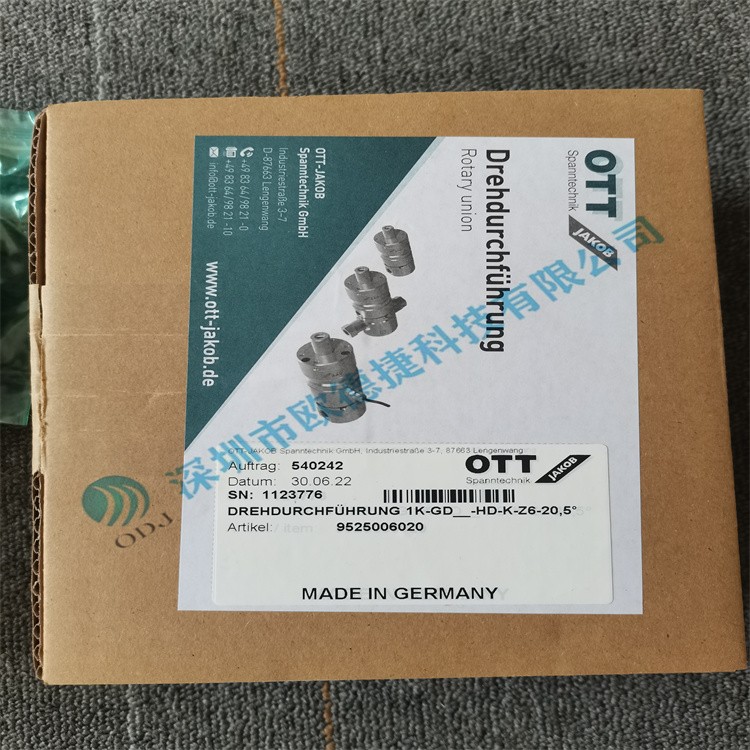 OTT
JAKOB
Spanntechnik
Drehdurchführung
Rotary union
OTT-JAKOB
Spanntechnik GmbH
Industriestraße 3-7
D-87663 Lengenwang
+49 83 64/98 21-0
+49 83 64/98 21-10
info@ott-jakob.de
www.ott-jakob.de
深圳市欧德捷科技有限公司
ODJ
OTT-JAKOB Spanntechnik GmbH; Industriestraße 3-7, 87663 Lengenwang
Auftrag: 540242
OTT
JAKOB
Datum: 30.06.22
Spanntechnik
SN: 1123776
DREHDURCHFÜHRUNG 1K-GD__-HD-K-Z6-20,5°
Artikel: / item 9525006020
MADE IN GERMANY